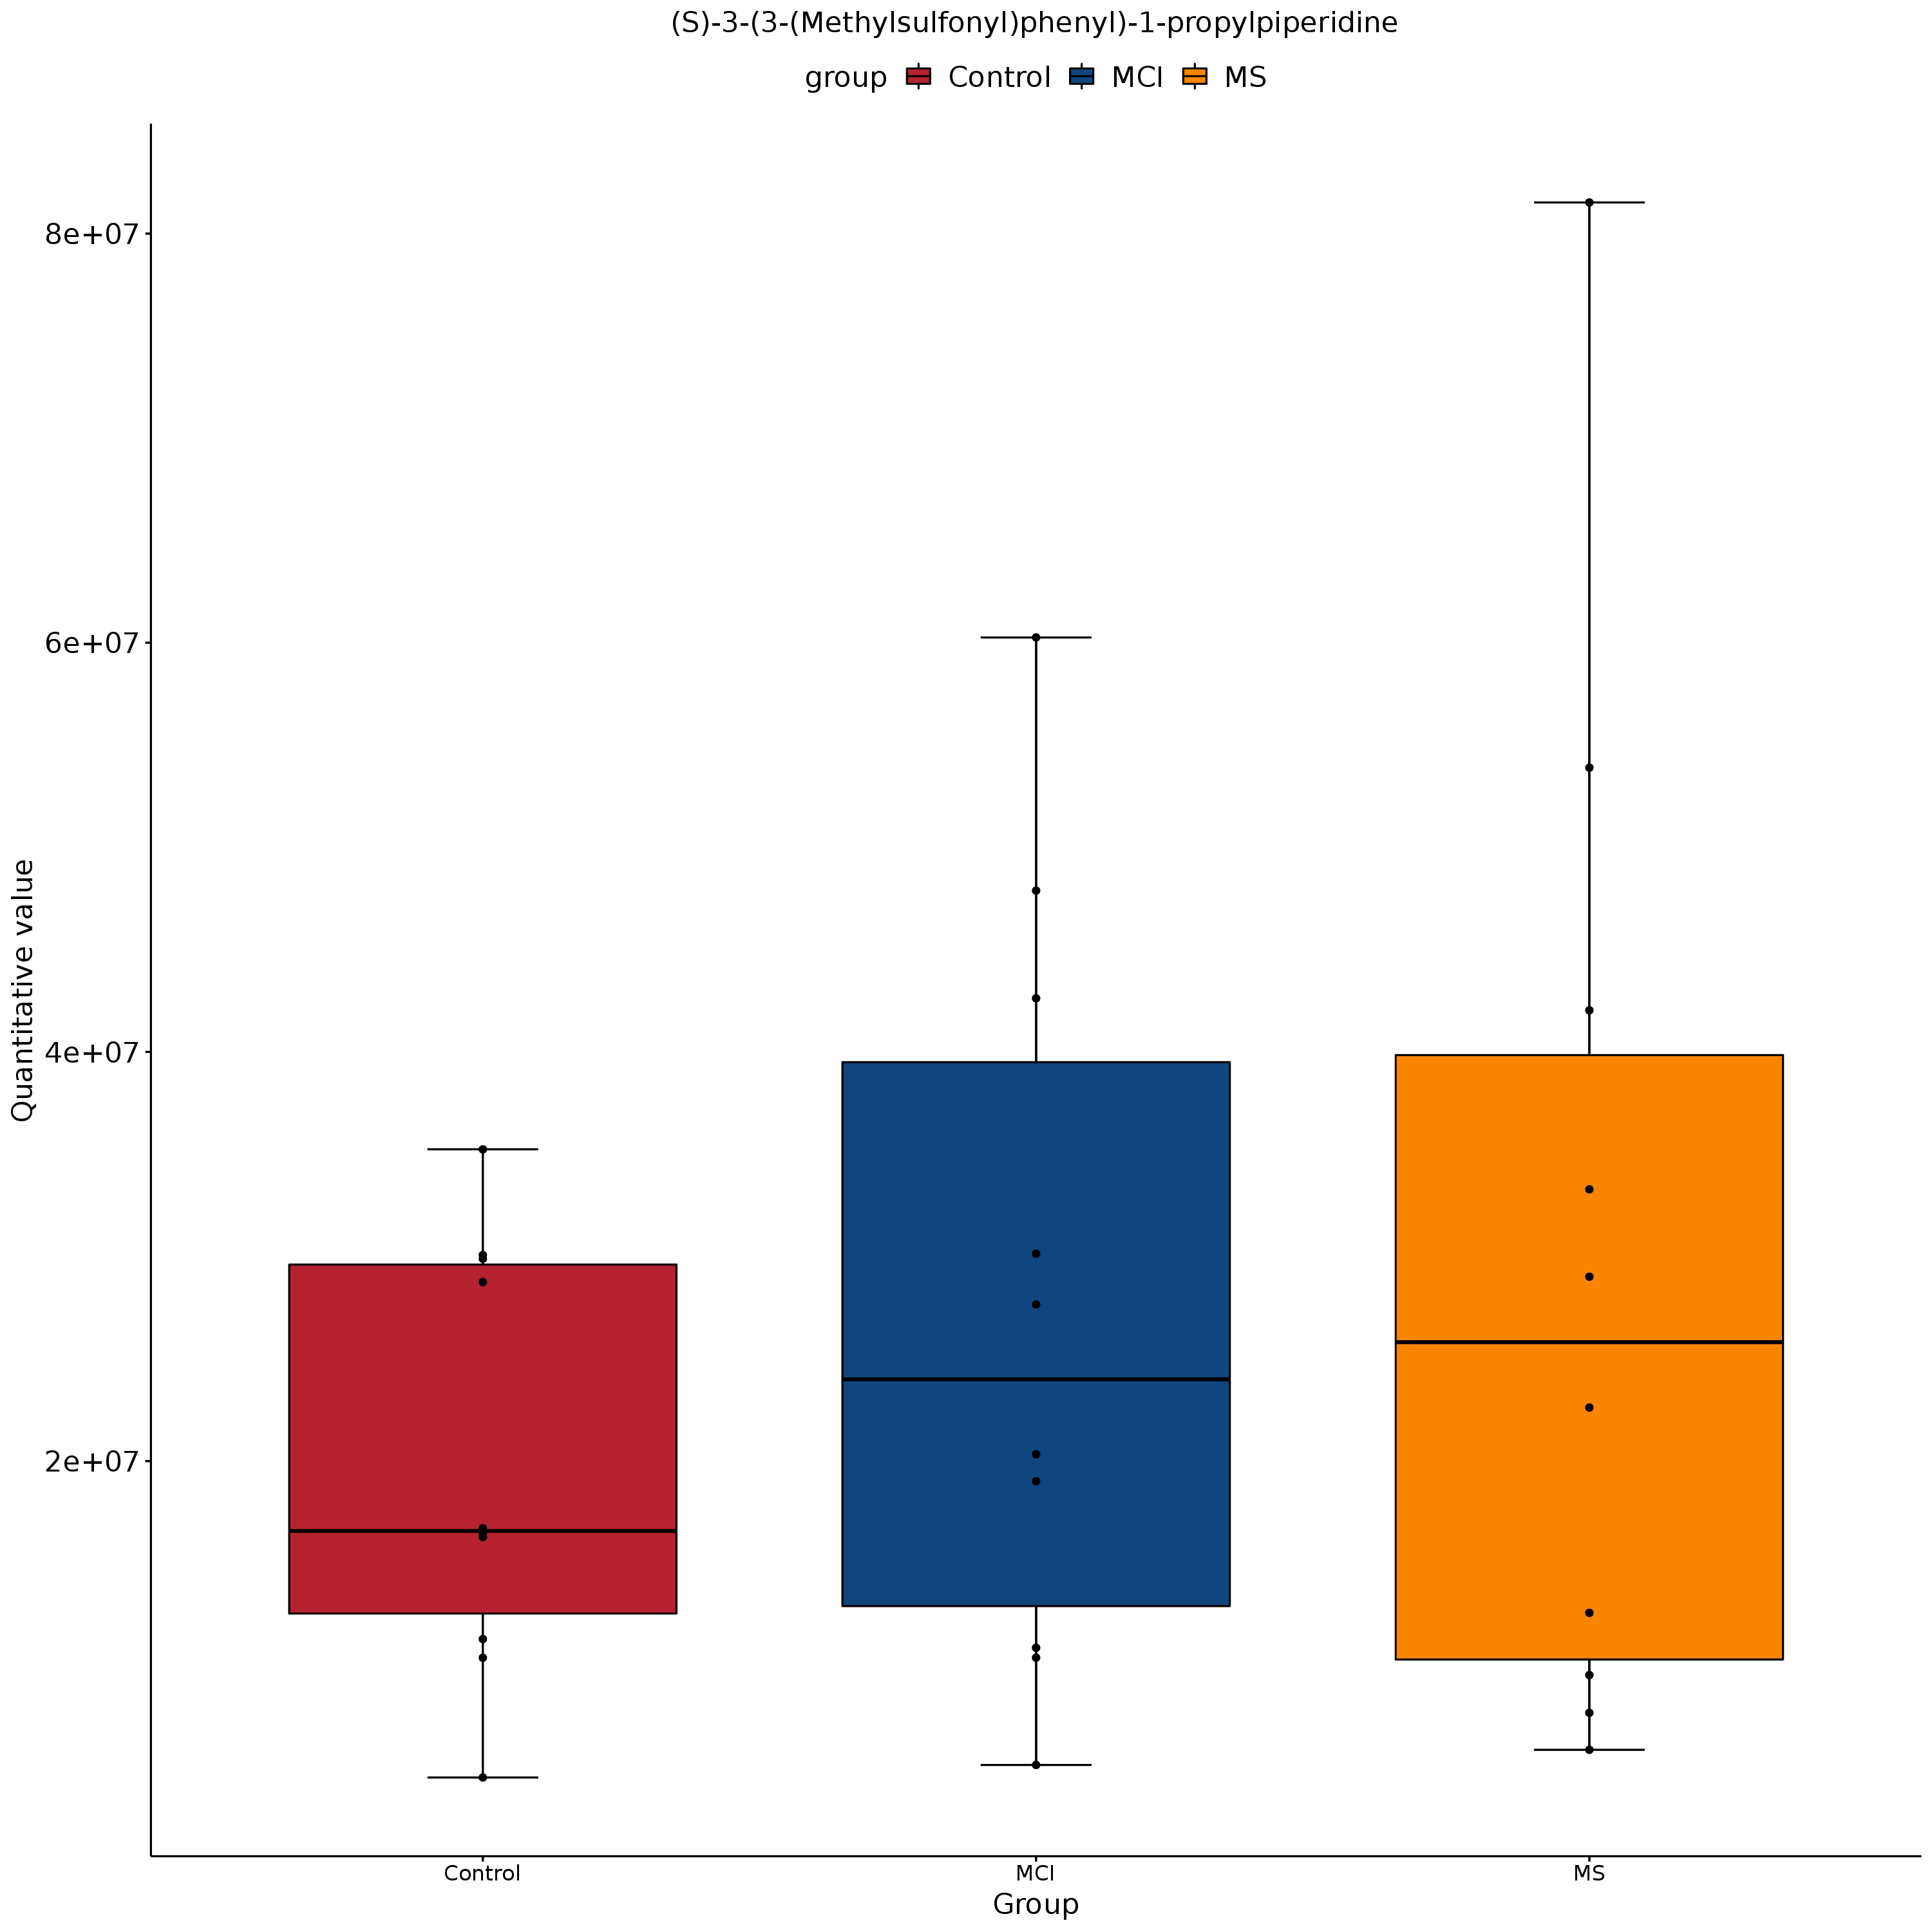 (S)-3-(3-(Methylsulfonyl)phenyl)-1-propylpiperidine
group Control MCI MS
8e+07
6e+07
4e+07
2e+07
Quantitative value
Control MCI MS
Group